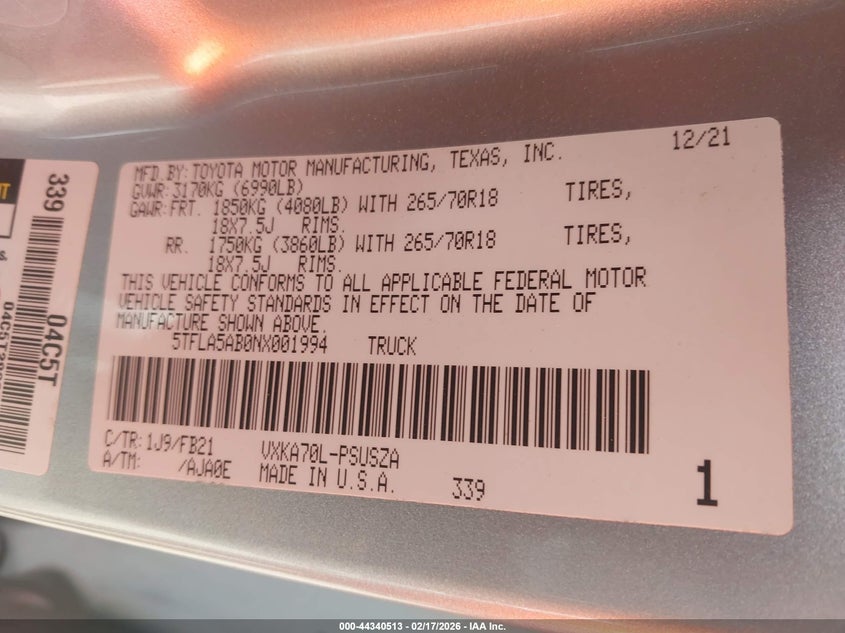 MFD.BY: TOYOTA MOTOR MANUFACTURING, TEXAS, INC. 12/21
GVWR: 3170KG (6990LB)
GAWR: FRT. 1850KG (4080LB) WITH 265/70R18 TIRES,
18X7.5J RIMS.
RR. 1750KG (3860LB) WITH 265/70R18 TIRES,
18X7.5J RIMS.
THIS VEHICLE CONFORMS TO ALL APPLICABLE FEDERAL MOTOR
VEHICLE SAFETY STANDARDS IN EFFECT ON THE DATE OF
MANUFACTURE SHOWN ABOVE.
5TFLA5AB0NX001994 TRUCK
C/TR: 1J9/FB21 VXKA70L-PSUSZA
A/TM: /AJA0E MADE IN U.S.A. 339 1
339
04C5T
000-44340513 - 02/17/2026 - IAA Inc.